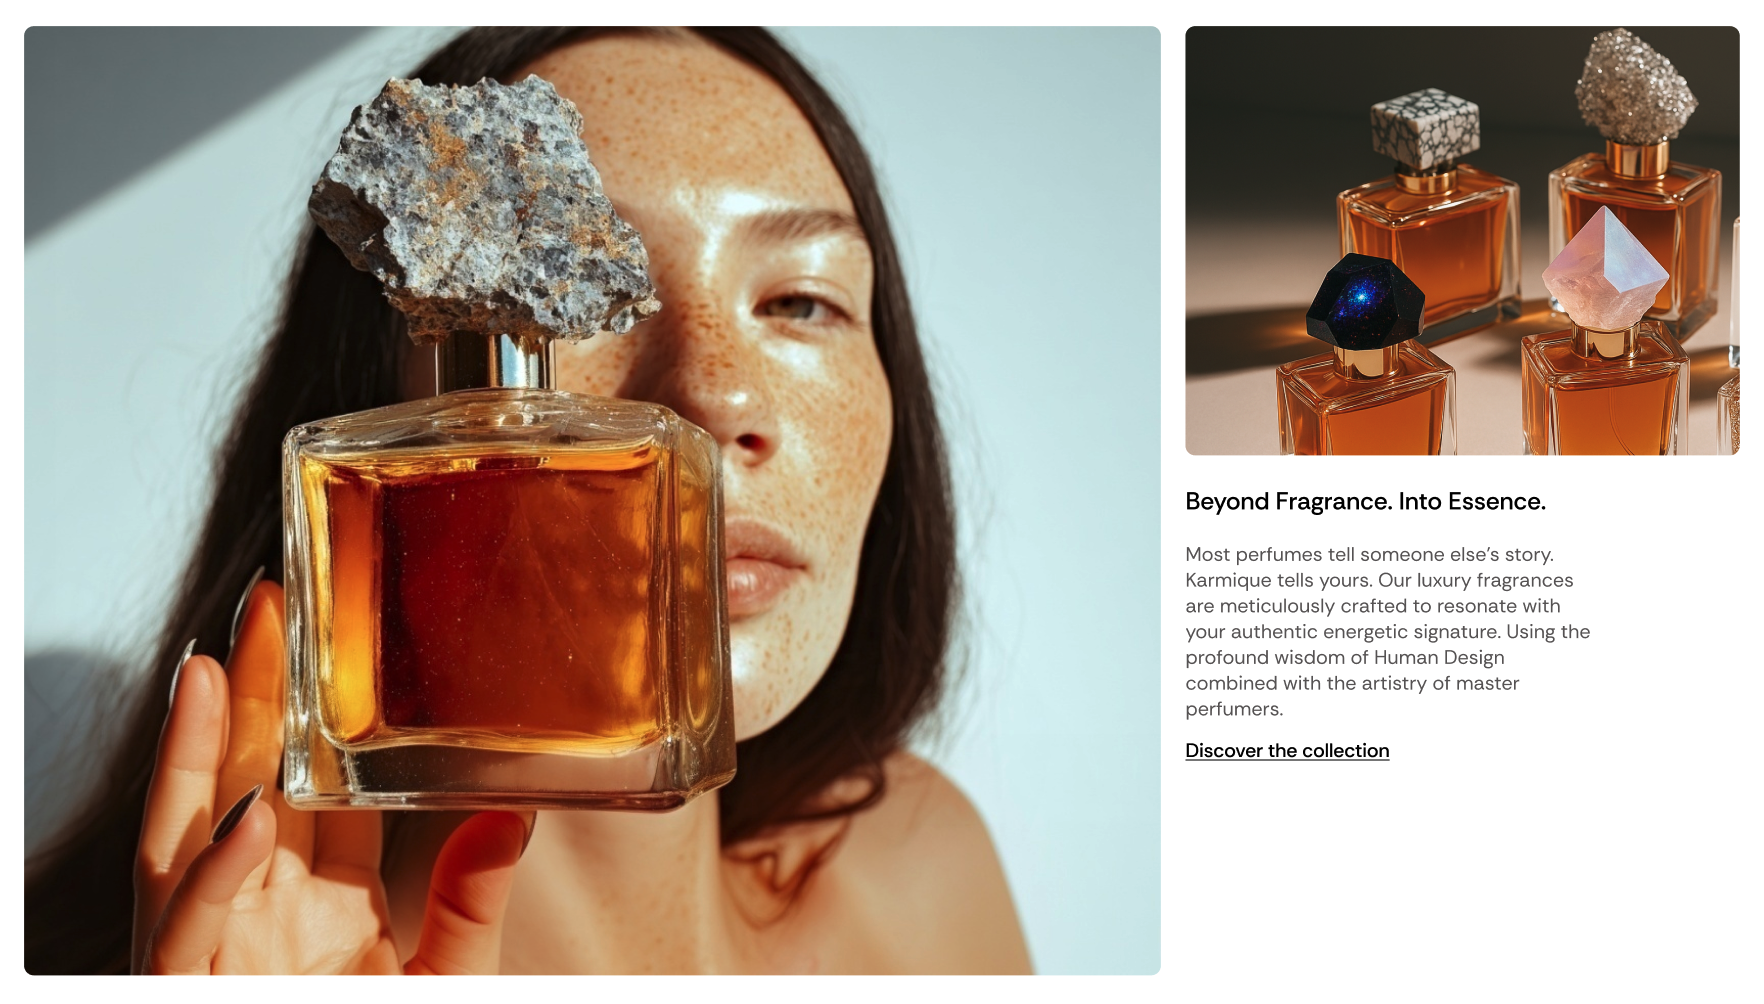 Beyond Fragrance. Into Essence.
Most perfumes tell someone else’s story.
Karmique tells yours. Our luxury fragrances
are meticulously crafted to resonate with
your authentic energetic signature. Using the
profound wisdom of Human Design
combined with the artistry of master
perfumers.
Discover the collection